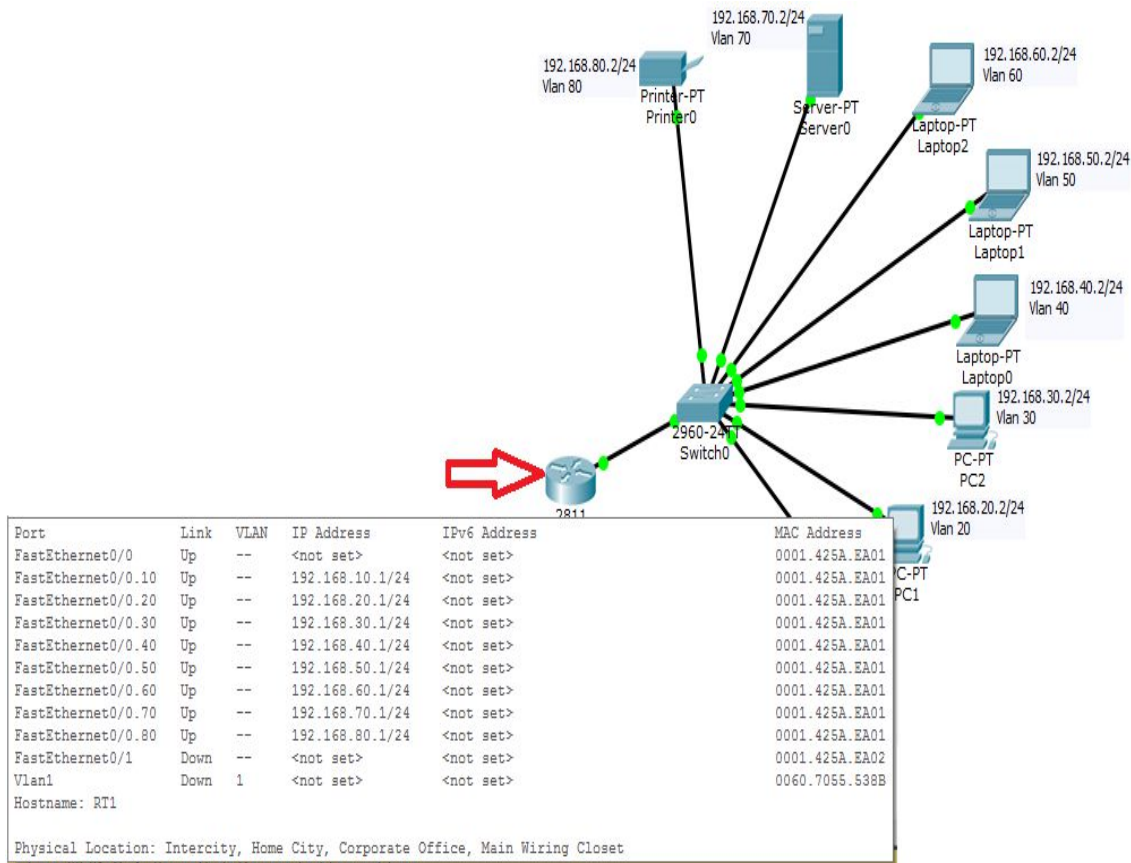 192.168.70.2/24
Vlan 70
192.168.80.2/24
Vlan 80
Printer-PT
Printer0
Server-PT
Server0
192.168.60.2/24
Vlan 60
Laptop-PT
Laptop2
192.168.50.2/24
Vlan 50
Laptop-PT
Laptop1
192.168.40.2/24
Vlan 40
Laptop-PT
Laptop0
192.168.30.2/24
Vlan 30
PC-PT
PC2
2960-24TT
Switch0
2811
192.168.20.2/24
Vlan 20
C-PT
PC1
Port Link VLAN IP Address IPv6 Address MAC Address
FastEthernet0/0 Up -- <not set> <not set> 0001.425A.EA01
FastEthernet0/0.10 Up -- 192.168.10.1/24 <not set> 0001.425A.EA01
FastEthernet0/0.20 Up -- 192.168.20.1/24 <not set> 0001.425A.EA01
FastEthernet0/0.30 Up -- 192.168.30.1/24 <not set> 0001.425A.EA01
FastEthernet0/0.40 Up -- 192.168.40.1/24 <not set> 0001.425A.EA01
FastEthernet0/0.50 Up -- 192.168.50.1/24 <not set> 0001.425A.EA01
FastEthernet0/0.60 Up -- 192.168.60.1/24 <not set> 0001.425A.EA01
FastEthernet0/0.70 Up -- 192.168.70.1/24 <not set> 0001.425A.EA01
FastEthernet0/0.80 Up -- 192.168.80.1/24 <not set> 0001.425A.EA01
FastEthernet0/1 Down -- <not set> <not set> 0001.425A.EA02
Vlan1 Down 1 <not set> <not set> 0060.7055.538B
Hostname: RT1
Physical Location: Intercity, Home City, Corporate Office, Main Wiring Closet